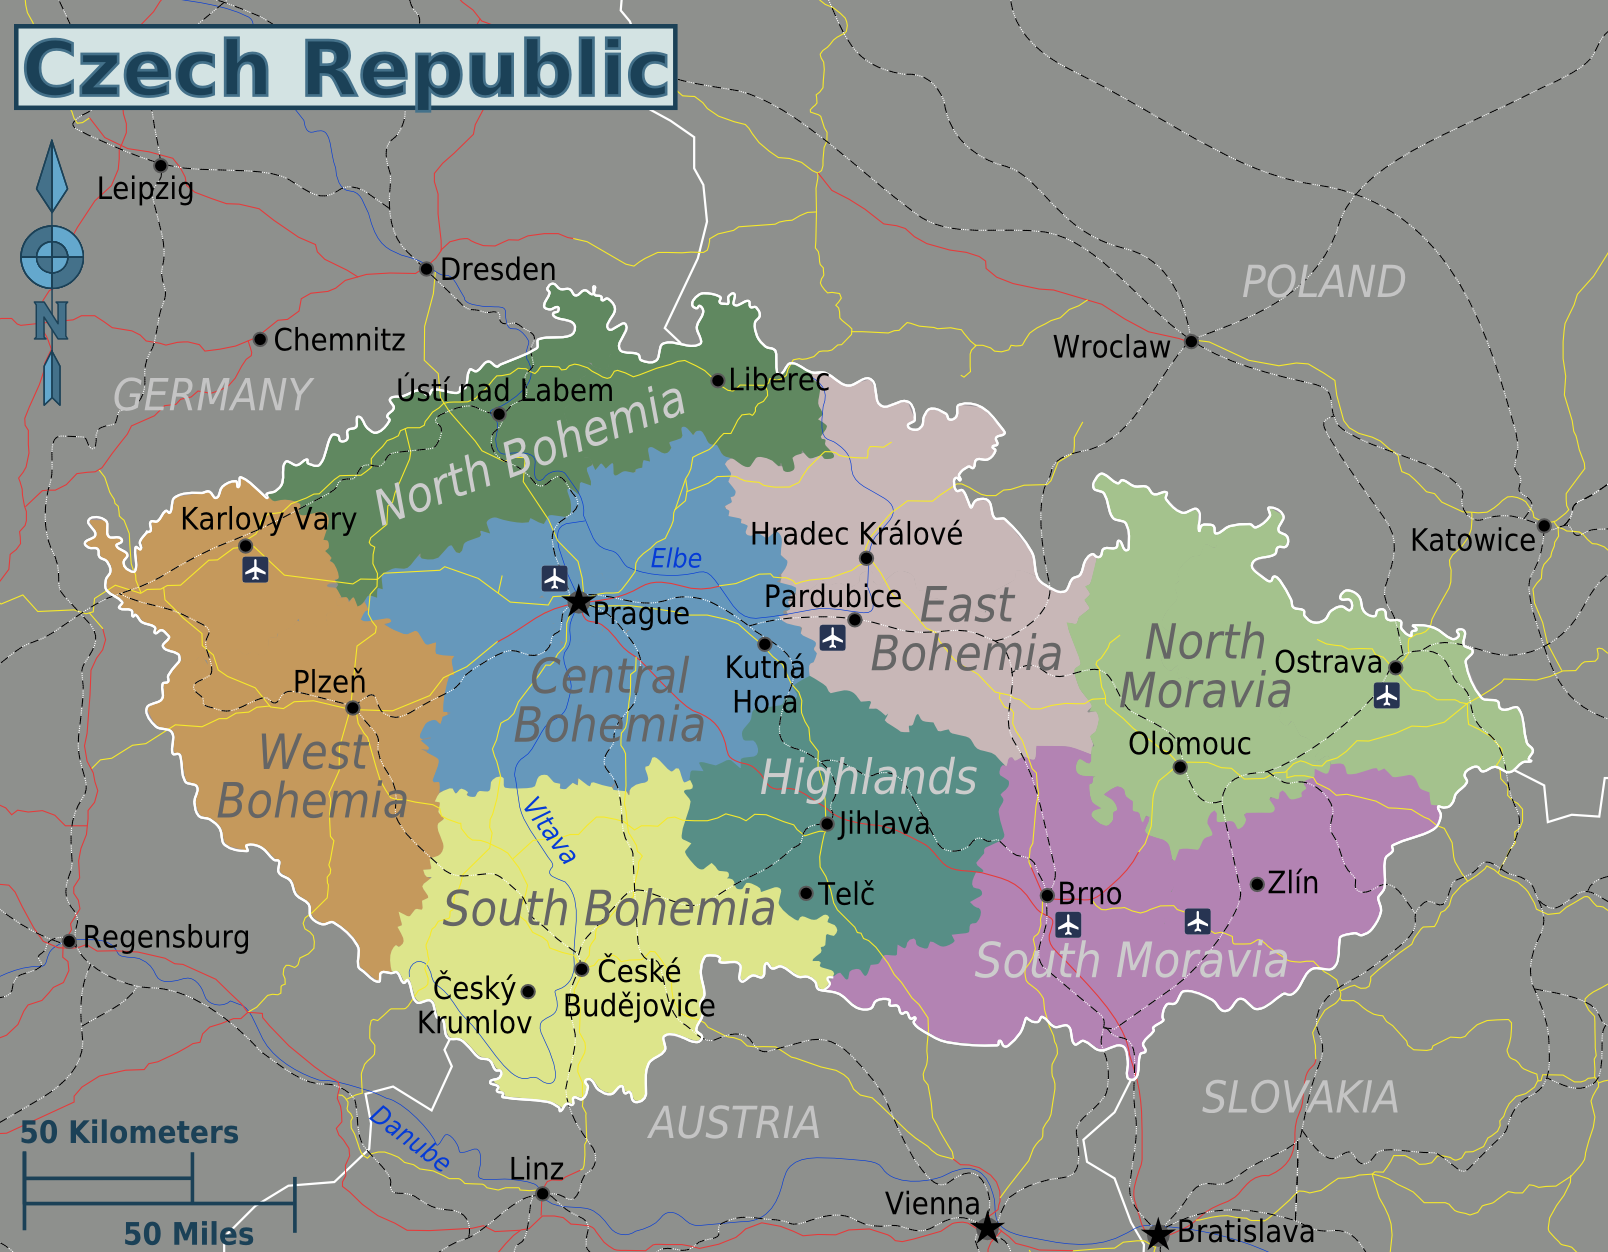 Czech Republic
Leipzig
Dresden
N
Chemnitz
GERMANY
POLAND
Wroclaw
Ústí nad Labem
Liberec
North Bohemia
Karlovy Vary
Hradec Králové
Katowice
Elbe
Prague
Pardubice
East
Bohemia
Kutná
Hora
North
Moravia
Ostrava
Plzeň
Central
Bohemia
Olomouc
West
Bohemia
Highlands
Vltava
Jihlava
Telč
Brno
Zlín
South Bohemia
Regensburg
South Moravia
České
Budějovice
Český
Krumlov
SLOVAKIA
AUSTRIA
Danube
50 Kilometers
50 Miles
Linz
Vienna
Bratislava